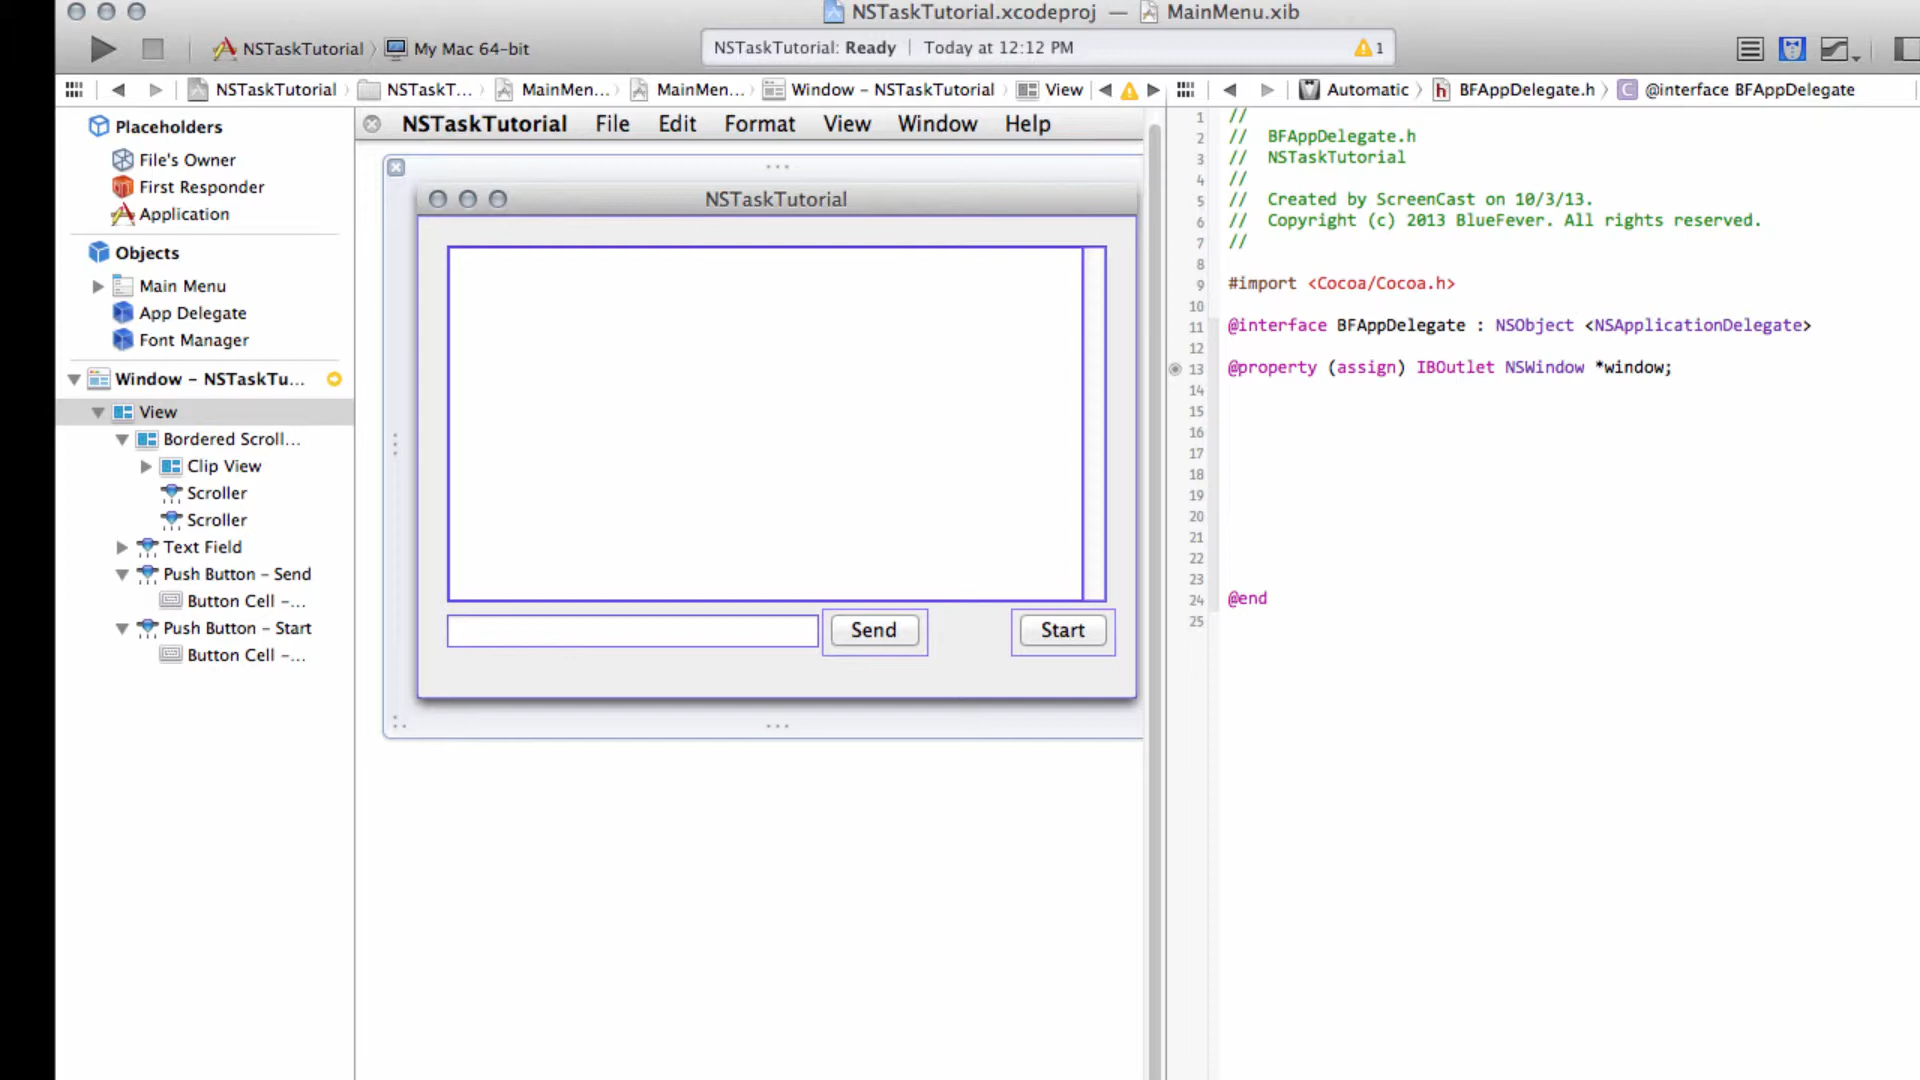 NSTaskTutorial.xcodeproj — MainMenu.xib
NSTaskTutorial My Mac 64-bit
NSTaskTutorial: Ready | Today at 12:12 PM
1
NSTaskTutorial NSTaskT... MainMen... MainMen... Window – NSTaskTutorial View
Automatic BFAppDelegate.h @interface BFAppDelegate
Placeholders
File's Owner
First Responder
Application
Objects
Main Menu
App Delegate
Font Manager
Window – NSTaskTu...
View
Bordered Scroll...
Clip View
Scroller
Scroller
Text Field
Push Button – Send
Button Cell –...
Push Button – Start
Button Cell –...
NSTaskTutorial File Edit Format View Window Help
NSTaskTutorial
Send
Start
1 //
2 // BFAppDelegate.h
3 // NSTaskTutorial
4 //
5 // Created by ScreenCast on 10/3/13.
6 // Copyright (c) 2013 BlueFever. All rights reserved.
7 //
8
9 #import <Cocoa/Cocoa.h>
10
11 @interface BFAppDelegate : NSObject <NSApplicationDelegate>
12
13 @property (assign) IBOutlet NSWindow *window;
14
15
16
17
18
19
20
21
22
23
24 @end
25